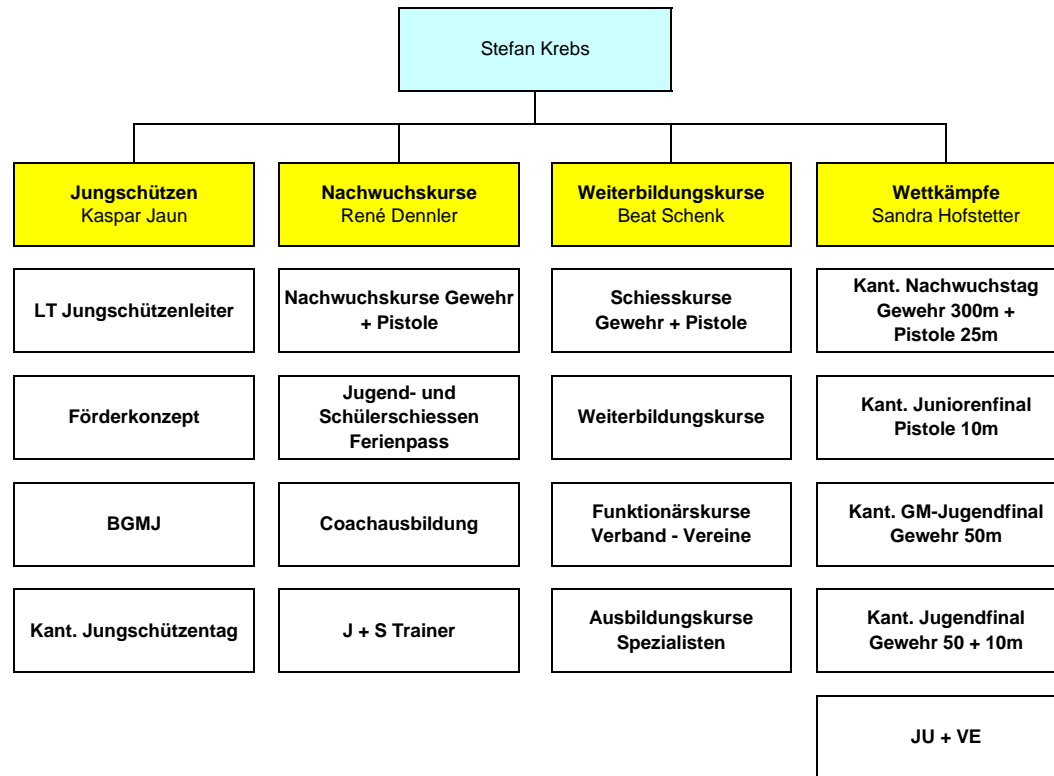 Stefan Krebs
Jungschützen
Kaspar Jaun
Nachwuchskurse
René Dennler
Weiterbildungskurse
Beat Schenk
Wettkämpfe
Sandra Hofstetter
LT Jungschützenleiter
Nachwuchskurse Gewehr
+ Pistole
Schiesskurse
Gewehr + Pistole
Kant. Nachwuchstag
Gewehr 300m +
Pistole 25m
Förderkonzept
Jugend- und
Schülerschiessen
Ferienpass
Weiterbildungskurse
Kant. Juniorenfinal
Pistole 10m
BGMJ
Coachausbildung
Funktionärskurse
Verband - Vereine
Kant. GM-Jugendfinal
Gewehr 50m
Kant. Jungschützentag
J + S Trainer
Ausbildungskurse
Spezialisten
Kant. Jugendfinal
Gewehr 50 + 10m
JU + VE